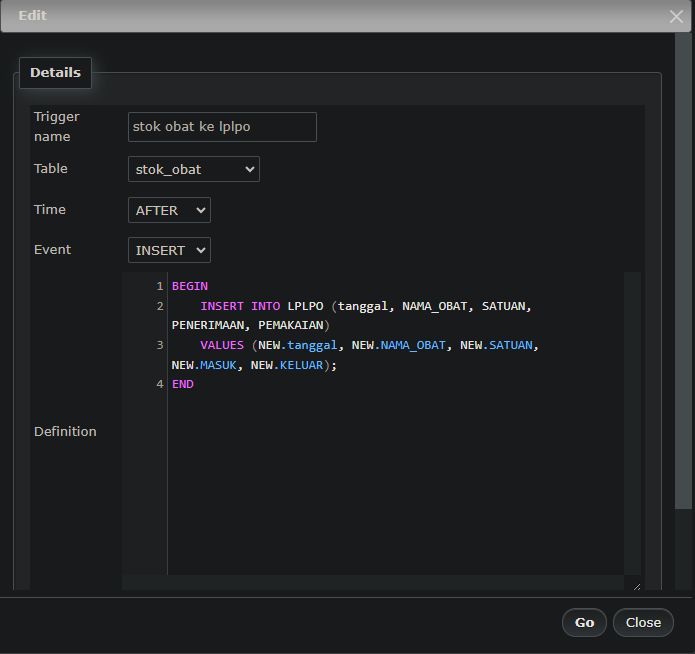 Edit
Details
Trigger
name
stok obat ke lplpo
Table
stok_obat
Time
AFTER
Event
INSERT
Definition
1 BEGIN
2 INSERT INTO LPLPO (tanggal, NAMA_OBAT, SATUAN,
PENERIMAAN, PEMAKAIAN)
3 VALUES (NEW.tanggal, NEW.NAMA_OBAT, NEW.SATUAN,
NEW.MASUK, NEW.KELUAR);
4 END
Go
Close